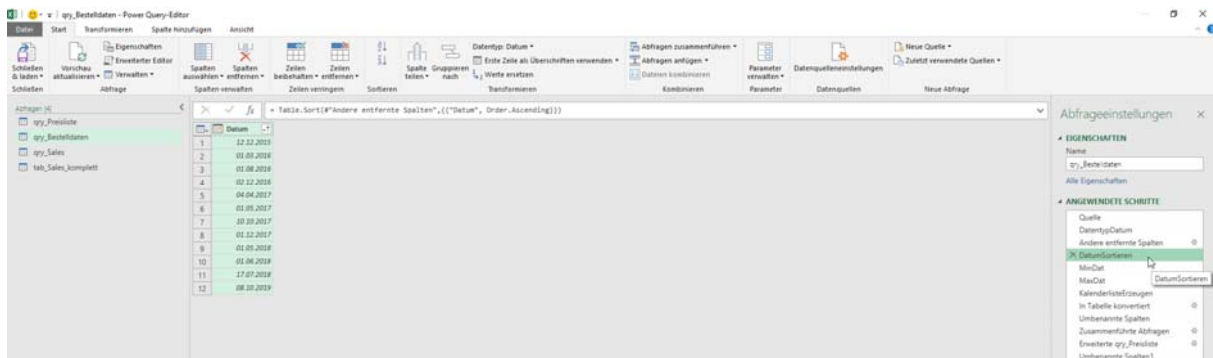 qry_Bestelldaten - Power Query-Editor
Datei Start Transformieren Spalte hinzufügen Ansicht
Schließen & laden
Vorschau aktualisieren
Eigenschaften
Erweiterter Editor
Verwalten
Spalten auswählen
Spalten entfernen
Zeilen beibehalten
Zeilen entfernen
Spalte teilen
Gruppieren nach
Datentyp: Datum
Erste Zeile als Überschriften verwenden
Werte ersetzen
Abfragen zusammenführen
Abfragen anfügen
Dateien kombinieren
Parameter verwalten
Datenquelleneinstellungen
Neue Quelle
Zuletzt verwendete Quellen
Schließen Abfrage Spalten verwalten Zeilen verringern Sortieren Transformieren Kombinieren Parameter Datenquellen Neue Abfrage
Abfragen [4]
qry_Preisliste
qry_Bestelldaten
qry_Sales
tab_Sales_komplett
= Table.Sort(#"Andere entfernte Spalten",{{"Datum", Order.Ascending}})
Datum
1 12.12.2015
2 01.03.2016
3 01.08.2016
4 02.12.2016
5 04.04.2017
6 01.05.2017
7 10.10.2017
8 01.12.2017
9 01.05.2018
10 01.06.2018
11 17.07.2018
12 08.10.2019
Abfrageeinstellungen
EIGENSCHAFTEN
Name
qry_Bestelldaten
Alle Eigenschaften
ANGEWENDETE SCHRITTE
Quelle
DatentypDatum
Andere entfernte Spalten
DatumSortieren
MinDat
MaxDat
DatumSortieren
KalenderlisteErzeugen
In Tabelle konvertiert
Umbenannte Spalten
Zusammengeführte Abfragen
Erweiterte qry_Preisliste
Umbenannte Spalten1